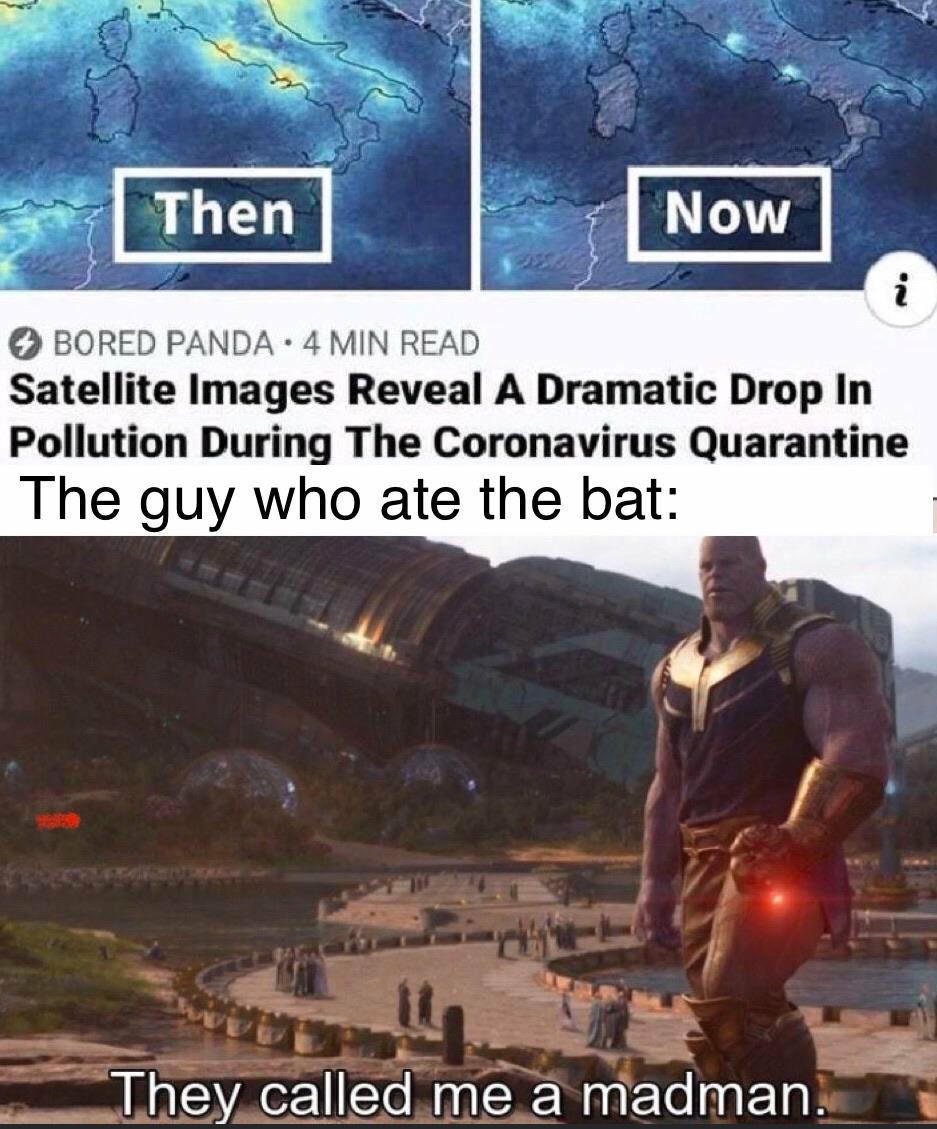 Then
Now
i
BORED PANDA • 4 MIN READ
Satellite Images Reveal A Dramatic Drop In
Pollution During The Coronavirus Quarantine
The guy who ate the bat:
They called me a madman.